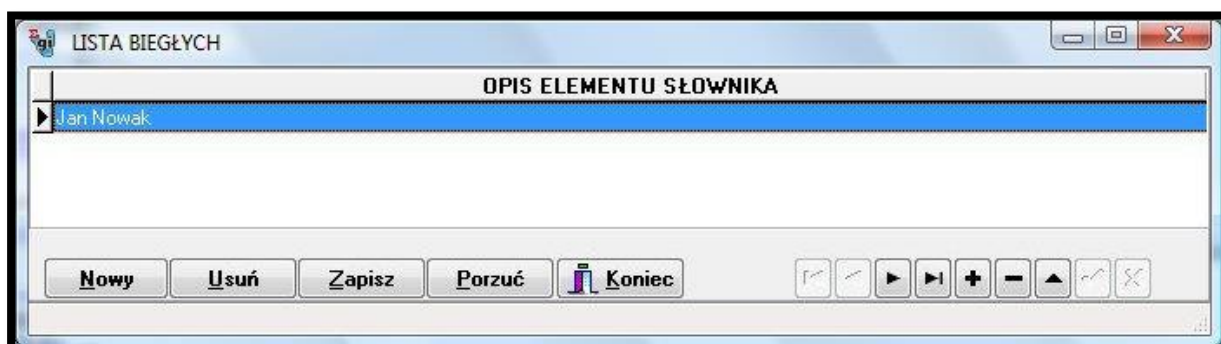 LISTA BIEGŁYCH
OPIS ELEMENTU SŁOWNIKA
Jan Nowak
Nowy Usuń Zapisz Porzuć Koniec